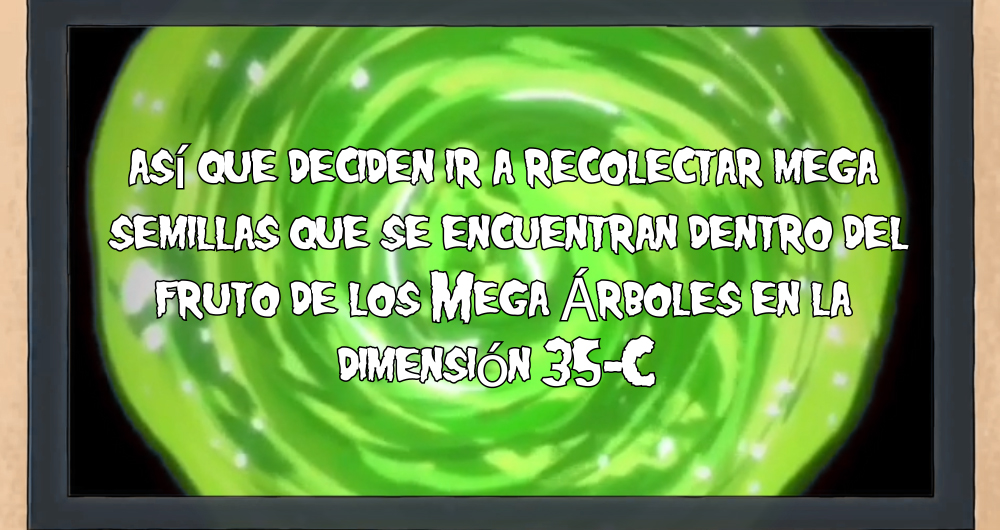 así que deciden ir a recolectar mega
semillas que se encuentran dentro del
fruto de los Mega Árboles en la
dimensión 35-C